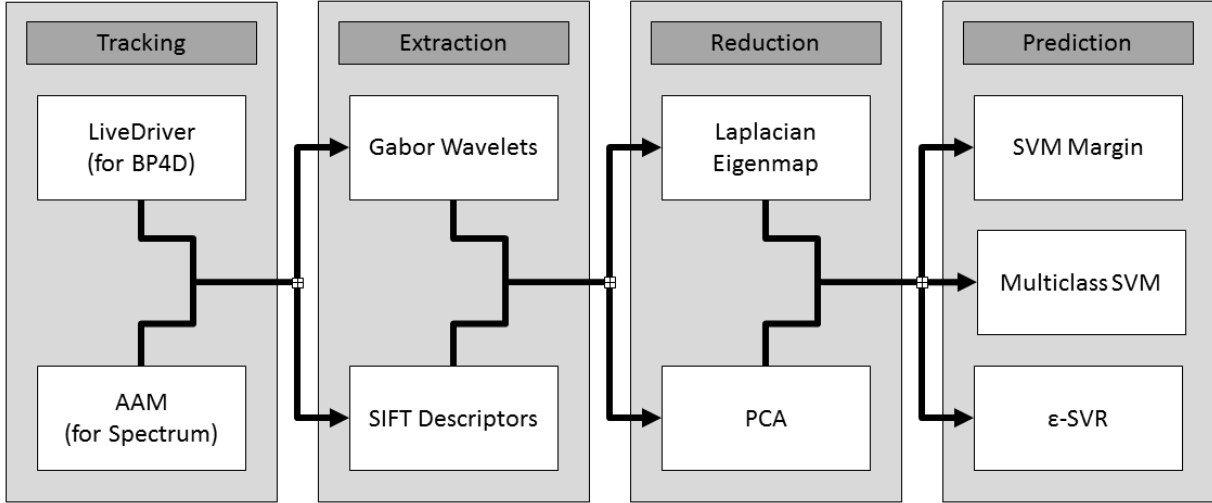 Tracking
LiveDriver
(for BP4D)
AAM
(for Spectrum)
Extraction
Gabor Wavelets
SIFT Descriptors
Reduction
Laplacian
Eigenmap
PCA
Prediction
SVM Margin
Multiclass SVM
ε-SVR